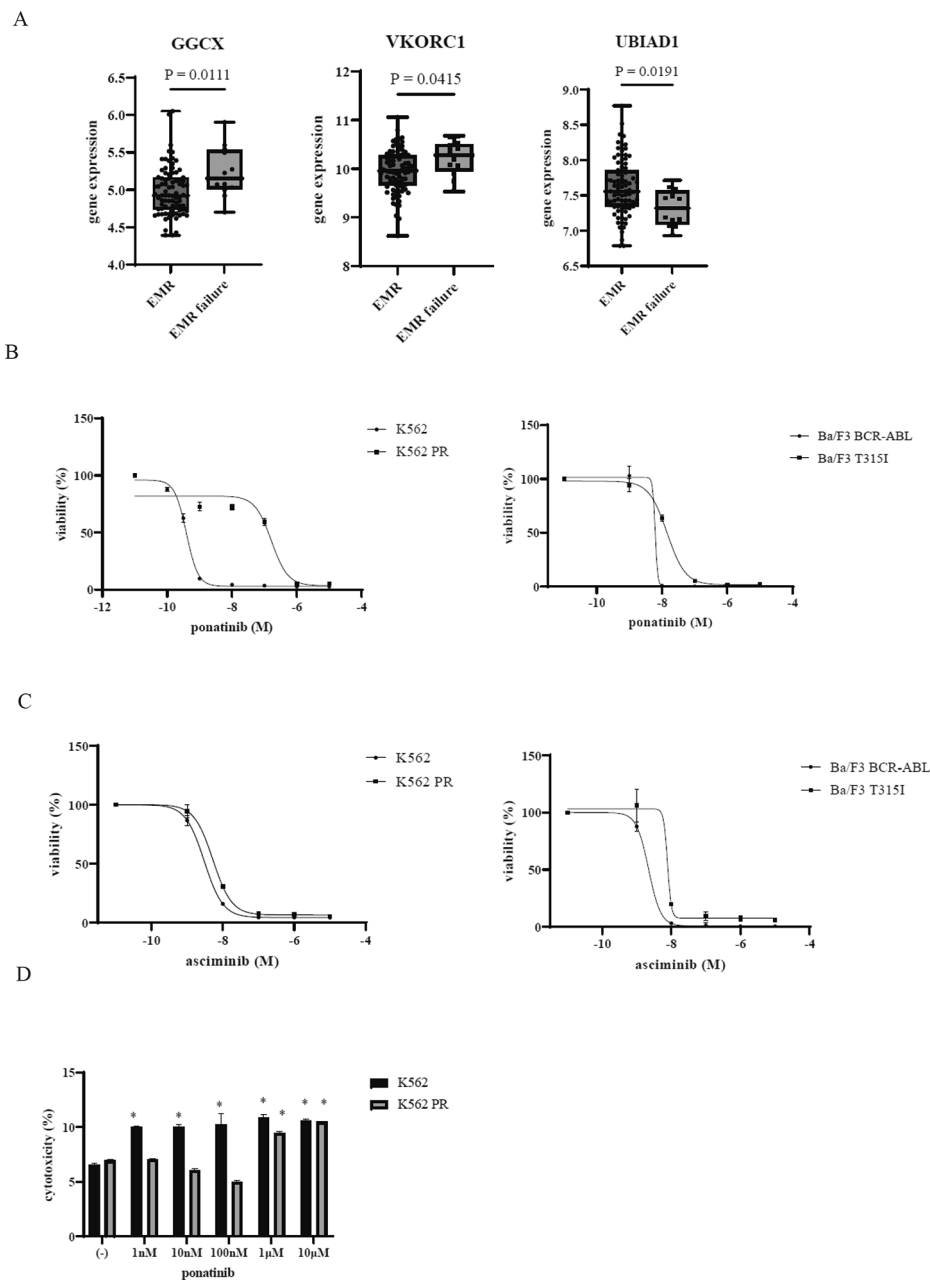 A
GGCX
P = 0.0111
gene expression
6.5
6.0
5.5
5.0
4.5
4.0
EMR
EMR failure
VKORC1
P = 0.0415
gene expression
12
11
10
9
8
EMR
EMR failure
UBIAD1
P = 0.0191
gene expression
9.0
8.5
8.0
7.5
7.0
6.5
EMR
EMR failure
B
viability (%)
150
100
50
0
-12
-10
-8
-6
-4
ponatinib (M)
K562
K562 PR
viability (%)
150
100
50
0
-10
-8
-6
-4
ponatinib (M)
Ba/F3 BCR-ABL
Ba/F3 T315I
C
viability (%)
150
100
50
0
-10
-8
-6
-4
asciminib (M)
K562
K562 PR
viability (%)
150
100
50
0
-10
-8
-6
-4
asciminib (M)
Ba/F3 BCR-ABL
Ba/F3 T315I
D
cytotoxicity (%)
15
10
5
0
* * * * * * *
(-) 1nM 10nM 100nM 1µM 10µM
ponatinib
K562
K562 PR